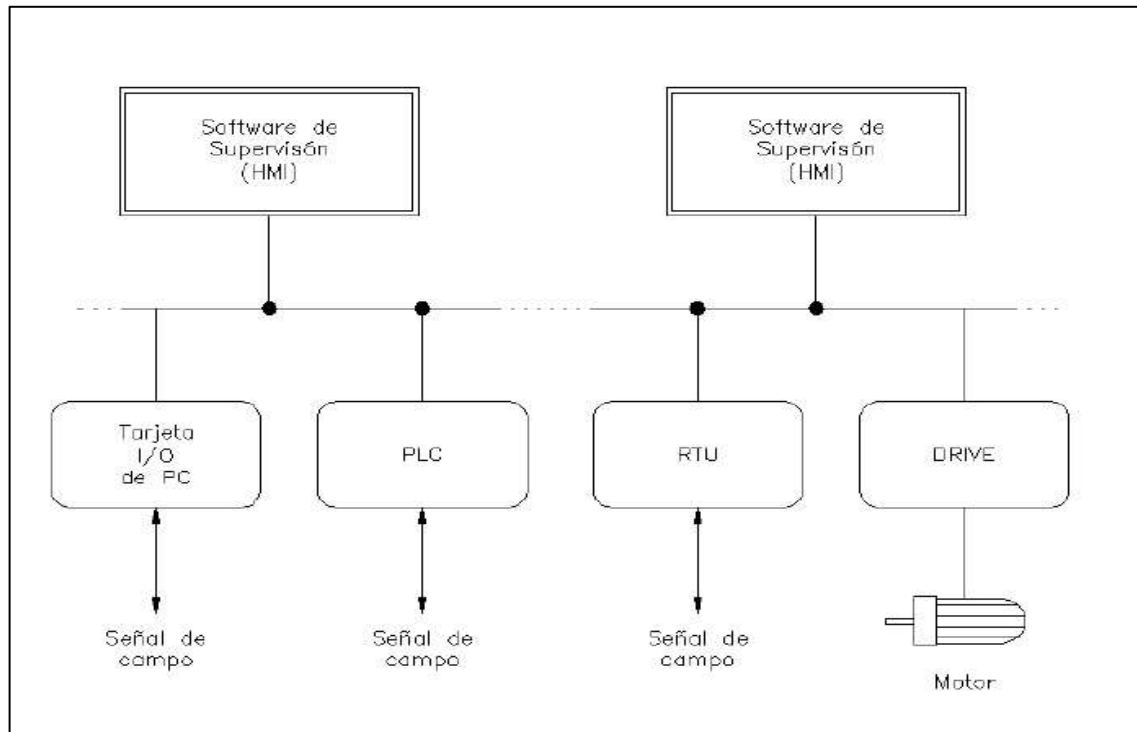 Software de
Supervisón
(HMI)
Software de
Supervisón
(HMI)
Tarjeta
I/O
de PC
PLC
RTU
DRIVE
Señal de
campo
Señal de
campo
Señal de
campo
Motor